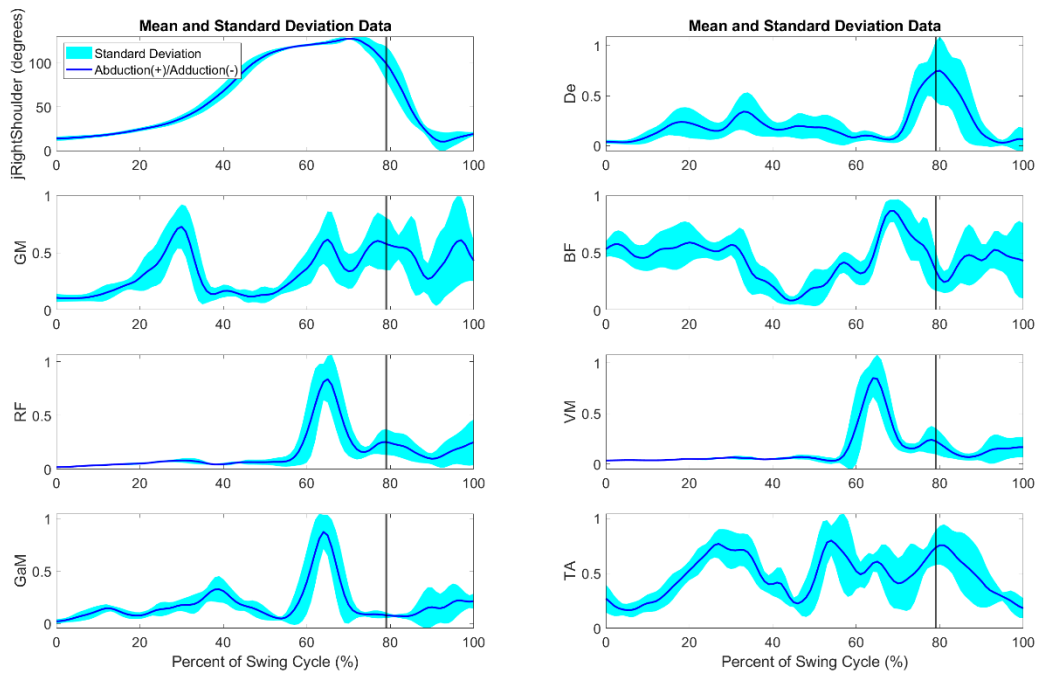 Mean and Standard Deviation Data
jRightShoulder (degrees)
100
50
0
Standard Deviation
Abduction(+)/Adduction(-)
0 20 40 60 80 100
Mean and Standard Deviation Data
De
1
0.5
0
0 20 40 60 80 100
GM
1
0.5
0
0 20 40 60 80 100
BF
1
0.5
0
0 20 40 60 80 100
RF
1
0.5
0
0 20 40 60 80 100
VM
1
0.5
0
0 20 40 60 80 100
GaM
1
0.5
0
0 20 40 60 80 100
Percent of Swing Cycle (%)
TA
1
0.5
0
0 20 40 60 80 100
Percent of Swing Cycle (%)